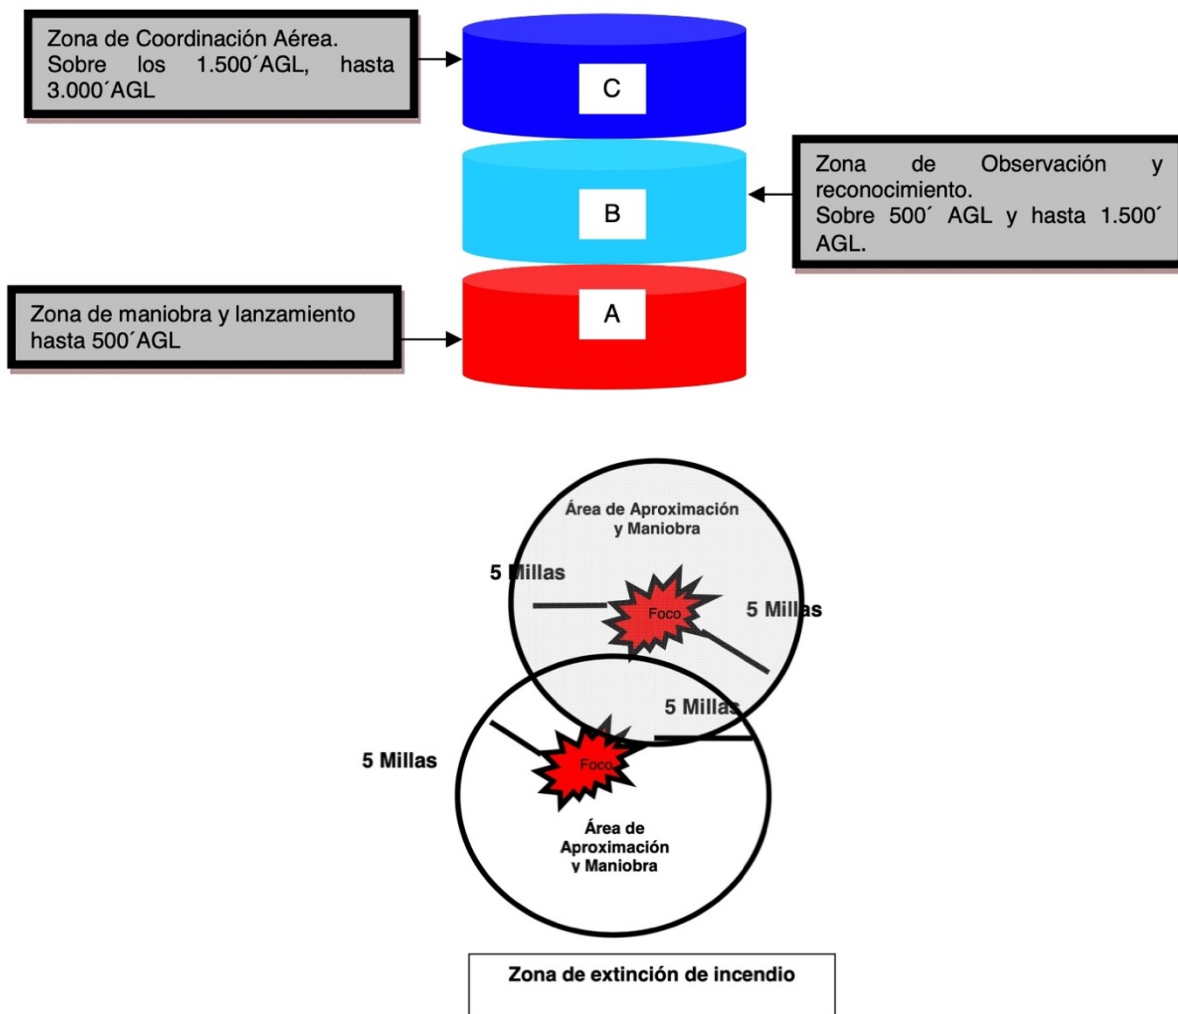 Zona de Coordinación Aérea.
Sobre los 1.500´AGL, hasta
3.000´AGL
C
Zona de Observación y
reconocimiento.
Sobre 500´ AGL y hasta 1.500´
AGL.
B
A
Zona de maniobra y lanzamiento
hasta 500´AGL
Área de Aproximación
y Maniobra
5 Millas
Foco
5 Millas
5 Millas
5 Millas
Foco
Área de
Aproximación
y Maniobra
Zona de extinción de incendio